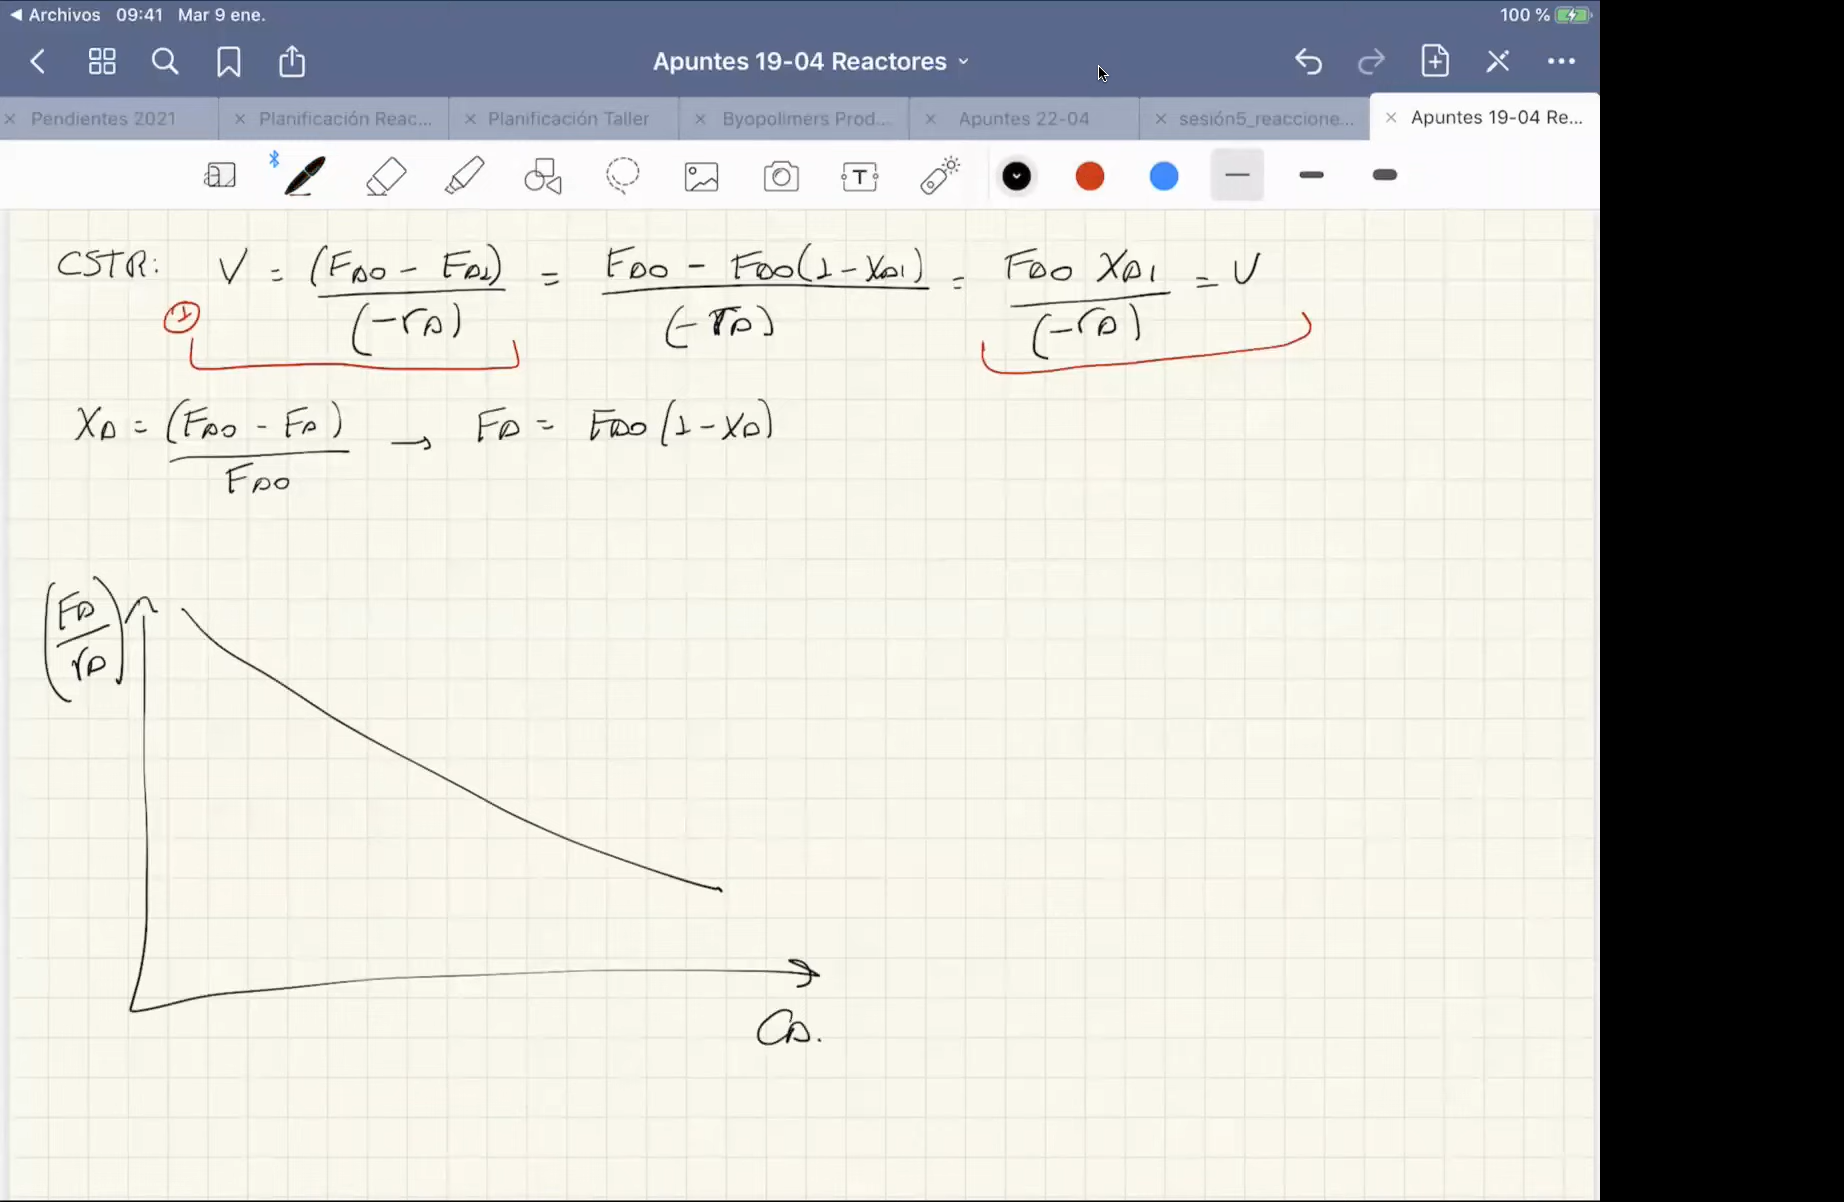 Archivos 09:41 Mar 9 ene. 100 %
Apuntes 19-04 Reactores
Pendientes 2021 Planificación Reac... Planificación Taller Byopolimers Prod... Apuntes 22-04 sesión5_reaccione... Apuntes 19-04 Re...
CSTR: V = (FA0 - FA1)/(-rA) = FA0 - FA0(1-XA1)/(-rA) = FA0 XA1/(-rA) = V
1
XA = (FA0 - FA)/FA0 → FA = FA0(1-XA)
(FA/rA)
CA.